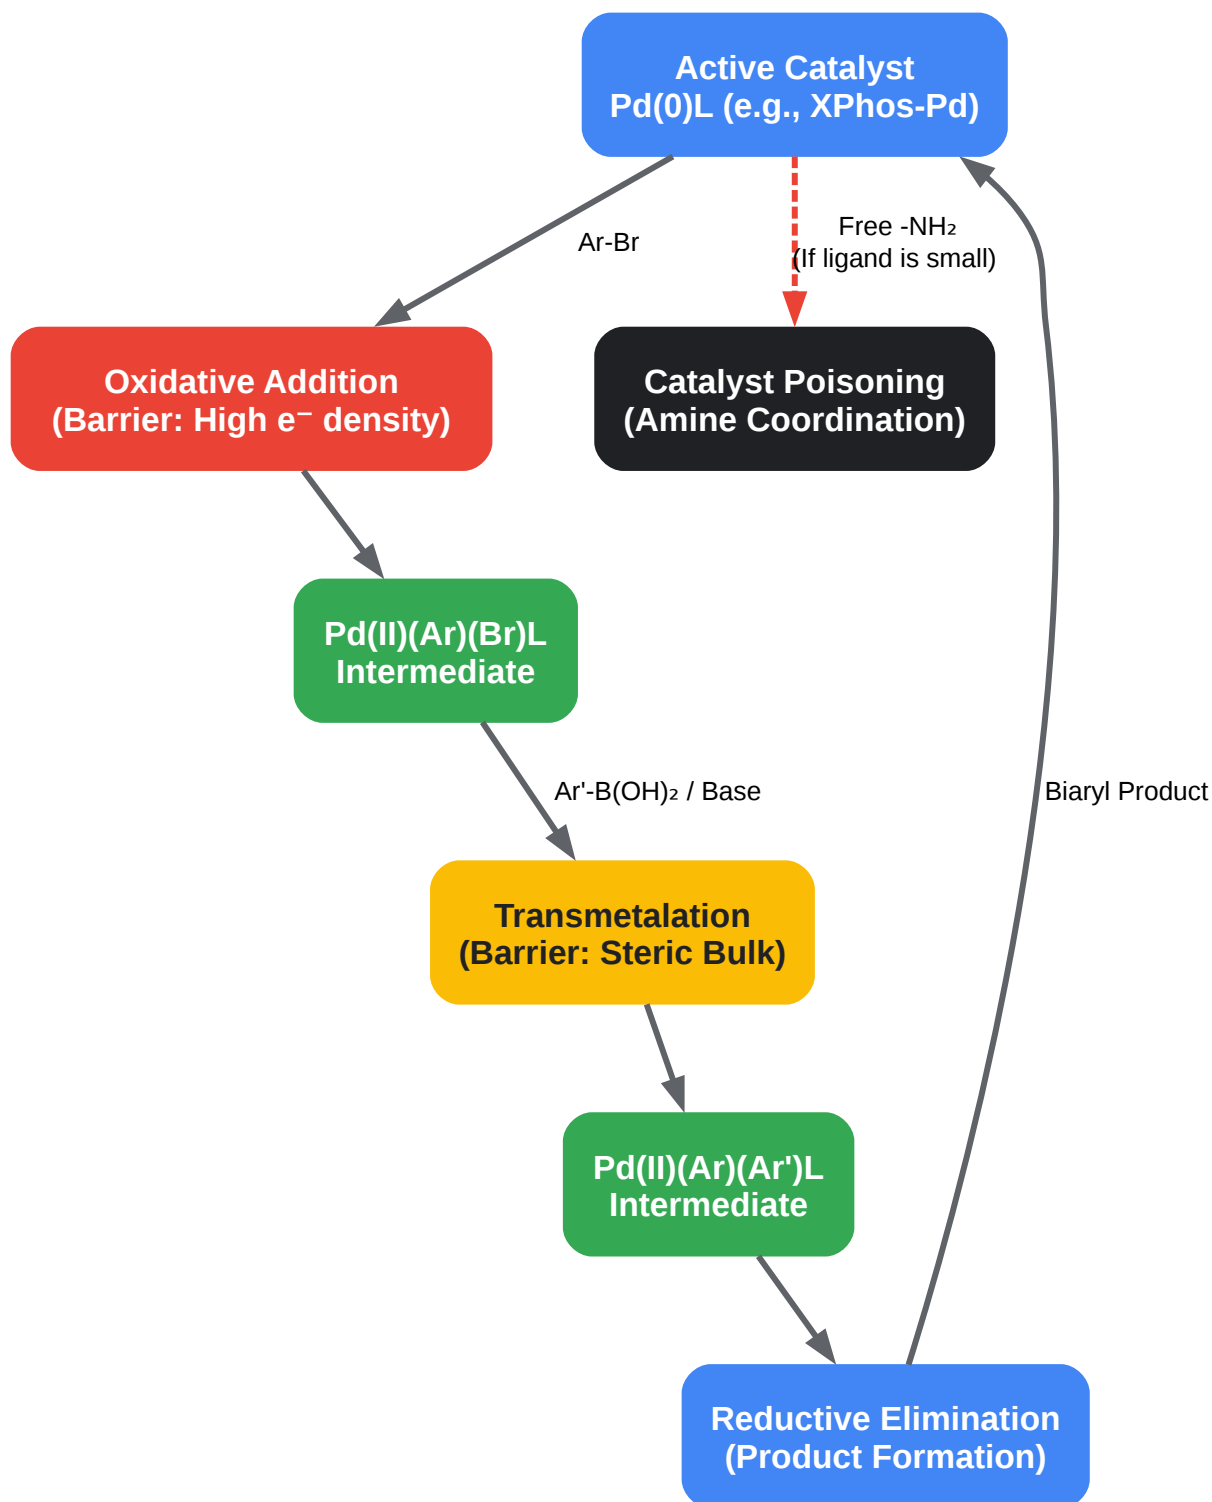 Active Catalyst
Pd(0)L (e.g., XPhos-Pd)
Ar-Br
Free -NH₂
(If ligand is small)
Oxidative Addition
(Barrier: High e⁻ density)
Catalyst Poisoning
(Amine Coordination)
Pd(II)(Ar)(Br)L
Intermediate
Ar'-B(OH)₂ / Base
Biaryl Product
Transmetalation
(Barrier: Steric Bulk)
Pd(II)(Ar)(Ar')L
Intermediate
Reductive Elimination
(Product Formation)